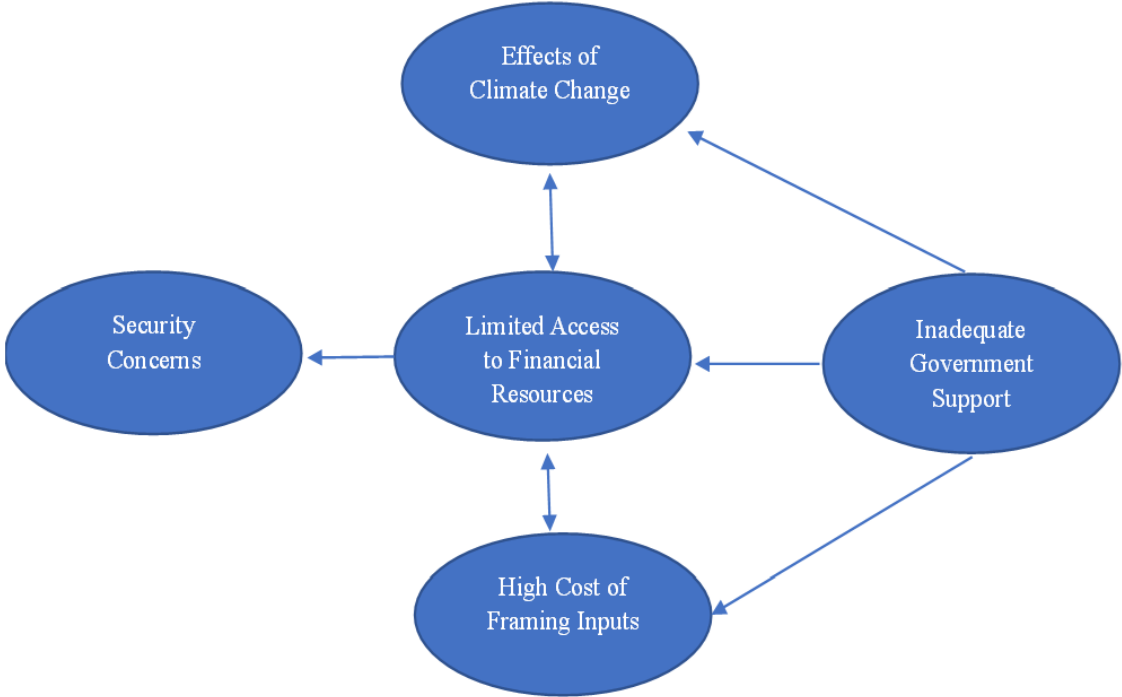 Effects of
Climate Change
Security
Concerns
Limited Access
to Financial
Resources
Inadequate
Government
Support
High Cost of
Framing Inputs